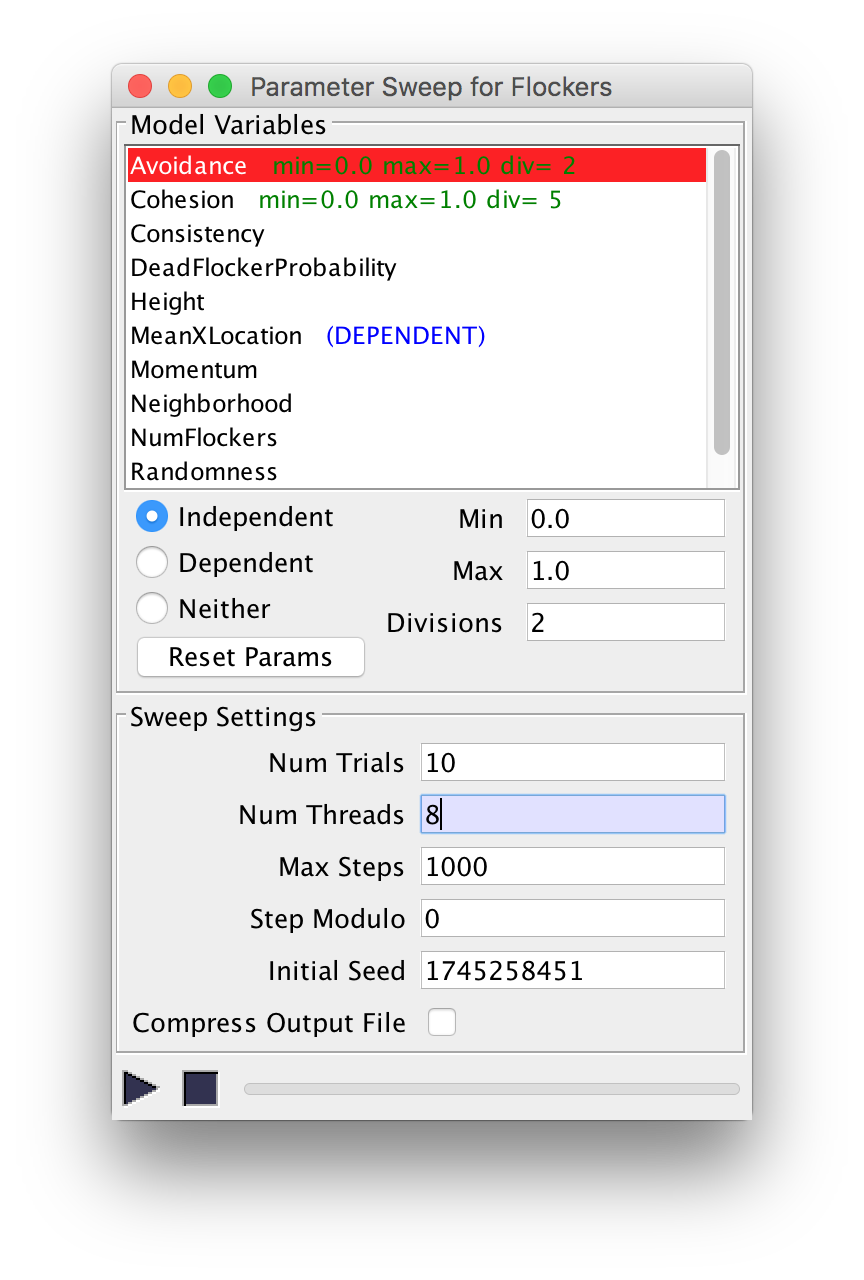 Parameter Sweep for Flockers
Model Variables
Avoidance min=0.0 max=1.0 div= 2
Cohesion min=0.0 max=1.0 div= 5
Consistency
DeadFlockerProbability
Height
MeanXLocation (DEPENDENT)
Momentum
Neighborhood
NumFlockers
Randomness
Independent
Dependent
Neither
Reset Params
Min 0.0
Max 1.0
Divisions 2
Sweep Settings
Num Trials 10
Num Threads 8
Max Steps 1000
Step Modulo 0
Initial Seed 1745258451
Compress Output File